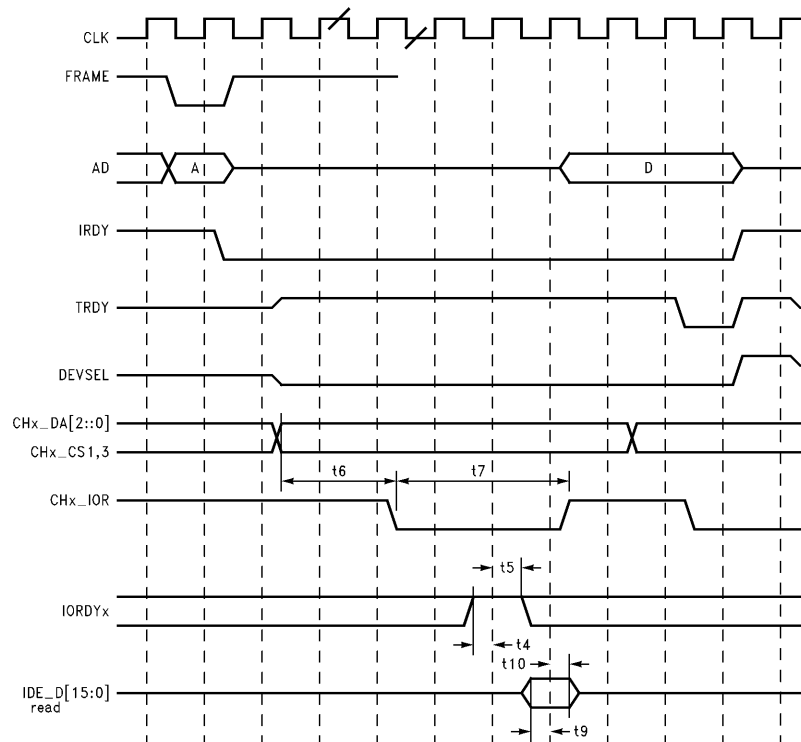 CLK
FRAME
AD
A
D
IRDY
TRDY
DEVSEL
CHx_DA[2::0]
CHx_CS1,3
t6
t7
CHx_IOR
t5
IORDYx
t4
t10
IDE_D[15:0]
read
t9